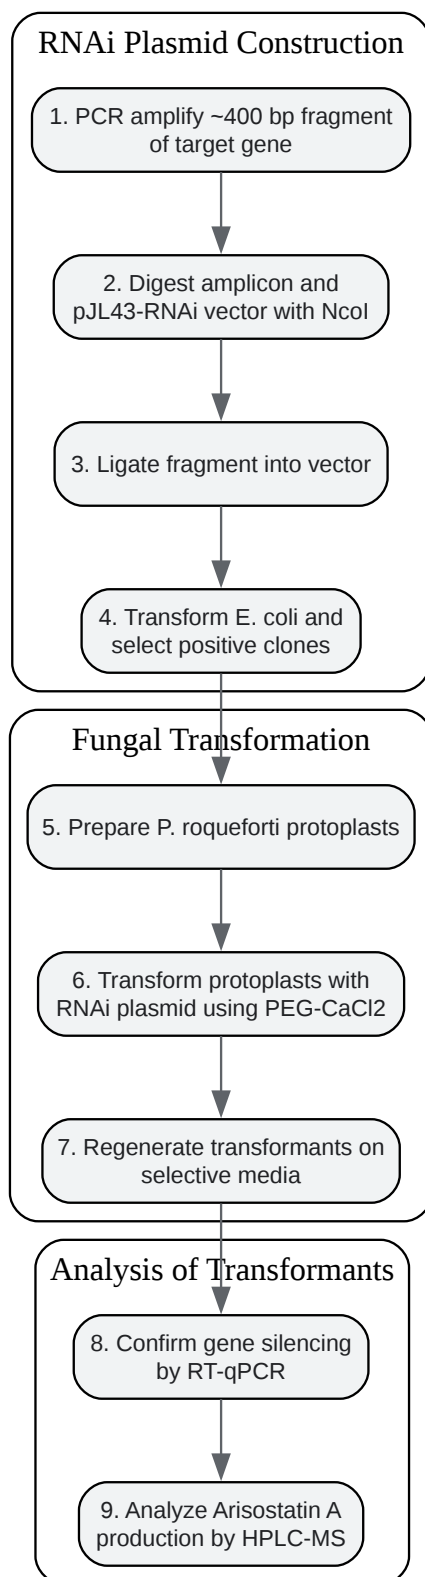 RNAi Plasmid Construction
1. PCR amplify ~400 bp fragment
of target gene
2. Digest amplicon and
pJL43-RNAi vector with NcoI
3. Ligate fragment into vector
4. Transform E. coli and
select positive clones
Fungal Transformation
5. Prepare P. roqueforti protoplasts
6. Transform protoplasts with
RNAi plasmid using PEG-CaCl2
7. Regenerate transformants on
selective media
Analysis of Transformants
8. Confirm gene silencing
by RT-qPCR
9. Analyze Arisostatin A
production by HPLC-MS